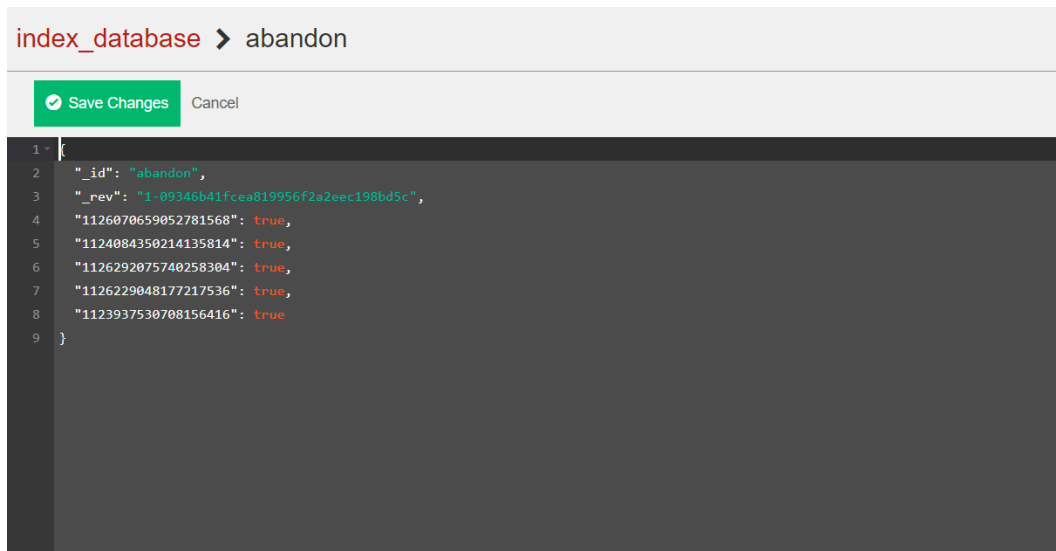 index_database > abandon
Save Changes Cancel
1 {
2 "_id": "abandon",
3 "_rev": "1-09346b41fcea819956f2a2eec198bd5c",
4 "1126070659052781568": true,
5 "1124084350214135814": true,
6 "1126292075740258304": true,
7 "1126229048177217536": true,
8 "1123937530708156416": true
9 }